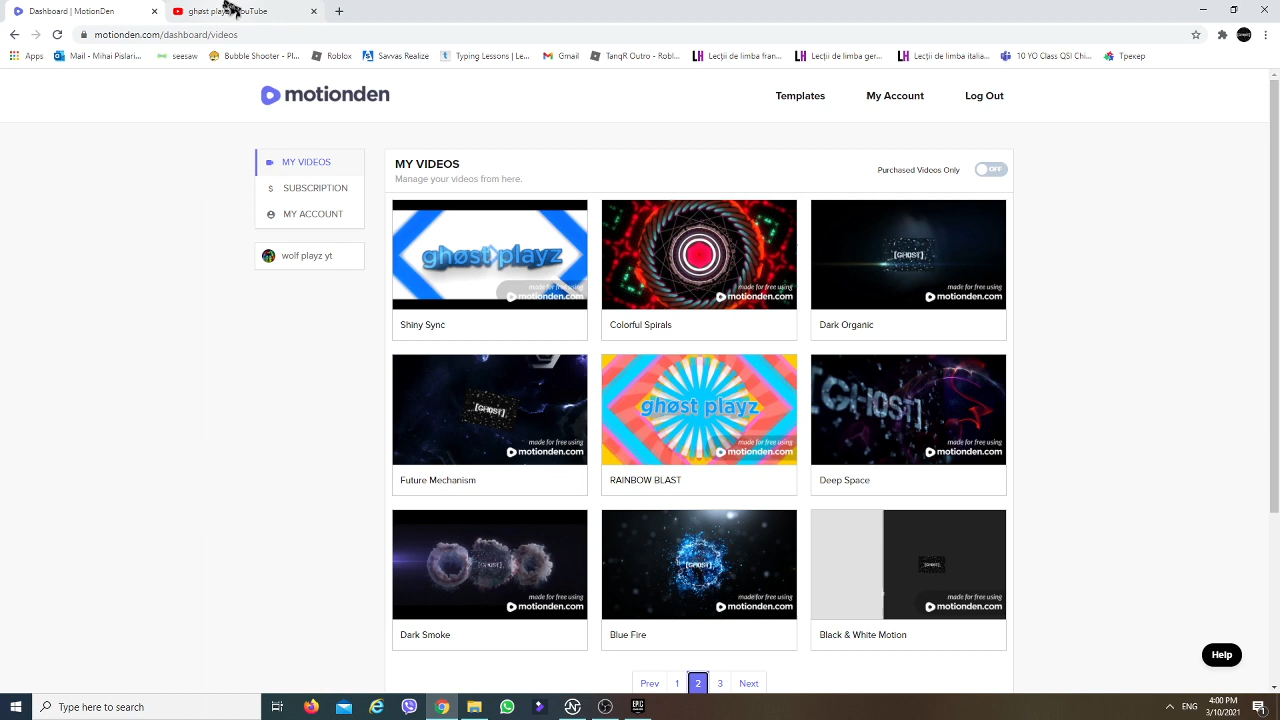 Dashboard | MotionDen
ghøst playz - YouTube
motionden.com/dashboard/videos
Apps
Mail - Mihai Pislari...
seesaw
Bubble Shooter - Pl...
Roblox
Savvas Realize
Typing Lessons | Le...
Gmail
TanqR Outro - Robl...
Lecții de limba fran...
Lecții de limba ger...
Lecții de limba italia...
10 YO Class QSI Chi...
Трекер
motionden
Templates
My Account
Log Out
MY VIDEOS
SUBSCRIPTION
MY ACCOUNT
wolf playz yt
MY VIDEOS
Manage your videos from here.
Purchased Videos Only
OFF
ghøst playz
made for free using
motionden.com
Shiny Sync
made for free using
motionden.com
Colorful Spirals
[GHOST]
made for free using
motionden.com
Dark Organic
[GHOST]
made for free using
motionden.com
Future Mechanism
ghøst playz
made for free using
motionden.com
RAINBOW BLAST
[GHOST]
made for free using
motionden.com
Deep Space
[GHOST]
made for free using
motionden.com
Dark Smoke
[GHOST]
made for free using
motionden.com
Blue Fire
[GHOST]
made for free using
motionden.com
Black & White Motion
Prev
1
2
3
Next
Help
Type here to search
EPIC
ENG
4:00 PM
3/10/2021